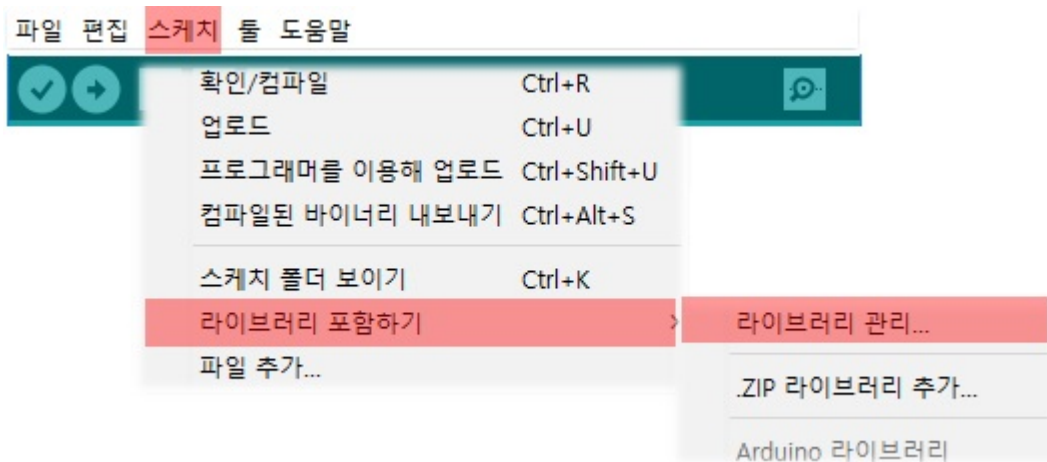 파일 편집 스케치 툴 도움말
확인/컴파일 Ctrl+R
업로드 Ctrl+U
프로그래머를 이용해 업로드 Ctrl+Shift+U
컴파일된 바이너리 내보내기 Ctrl+Alt+S
스케치 폴더 보이기 Ctrl+K
라이브러리 포함하기 라이브러리 관리...
파일 추가...
.ZIP 라이브러리 추가...
Arduino 라이브러리